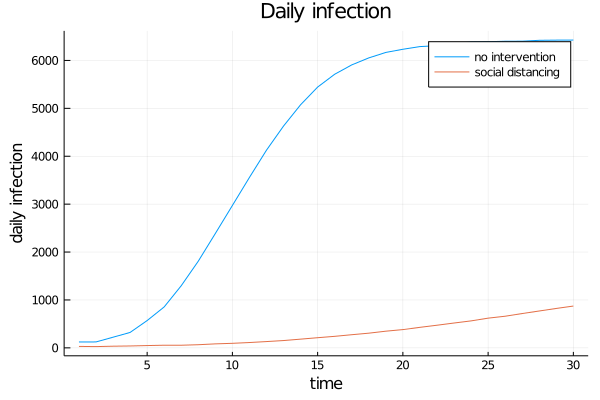 Daily infection
no intervention
social distancing
6000
5000
4000
3000
2000
1000
0
daily infection
5
10
15
20
25
30
time